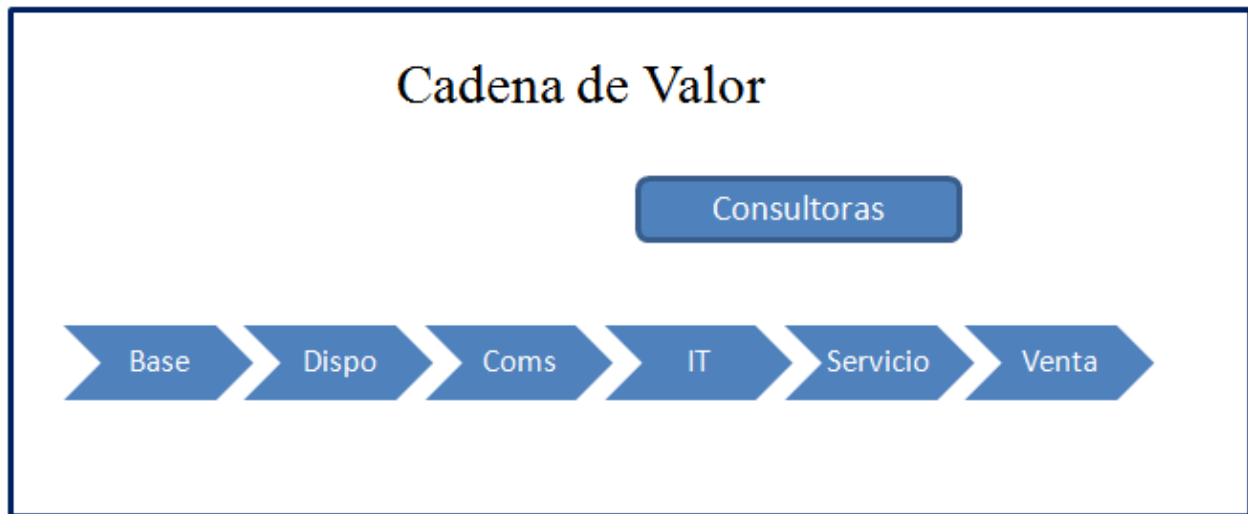 Cadena de Valor
Consultoras
Base Dispo Coms IT Servicio Venta